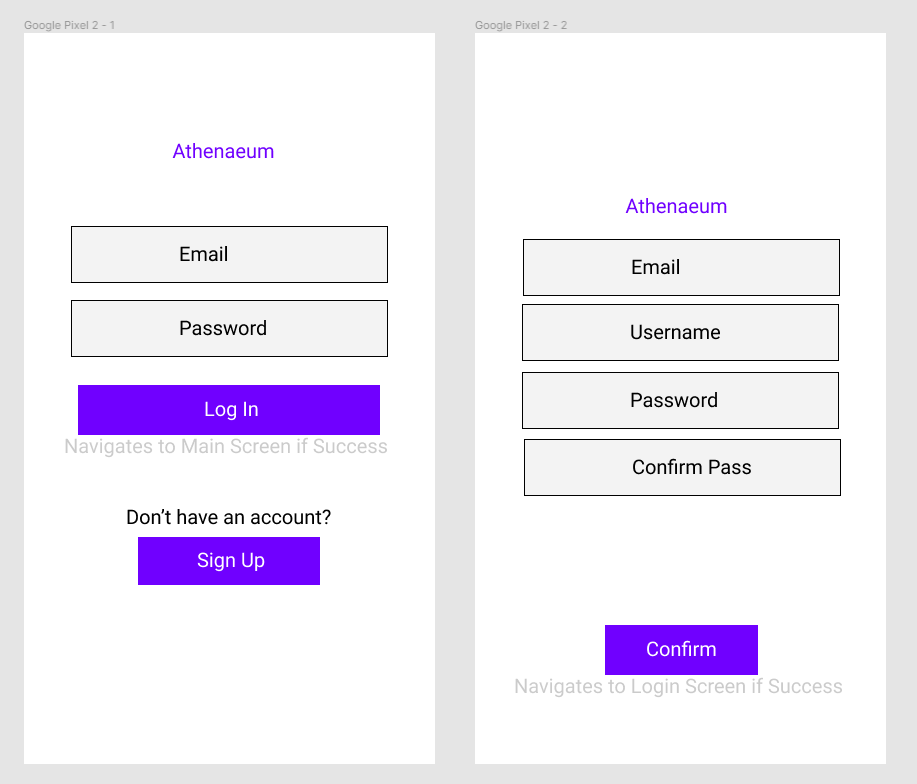 Google Pixel 2 - 1
Athenaeum
Email
Password
Log In
Navigates to Main Screen if Success
Don’t have an account?
Sign Up
Google Pixel 2 - 2
Athenaeum
Email
Username
Password
Confirm Pass
Confirm
Navigates to Login Screen if Success